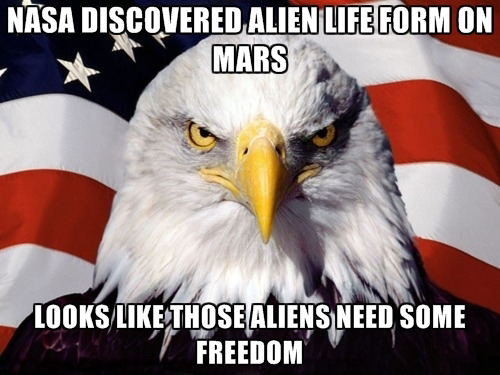 NASA DISCOVERED ALIEN LIFE FORM ON
MARS
LOOKS LIKE THOSE ALIENS NEED SOME
FREEDOM